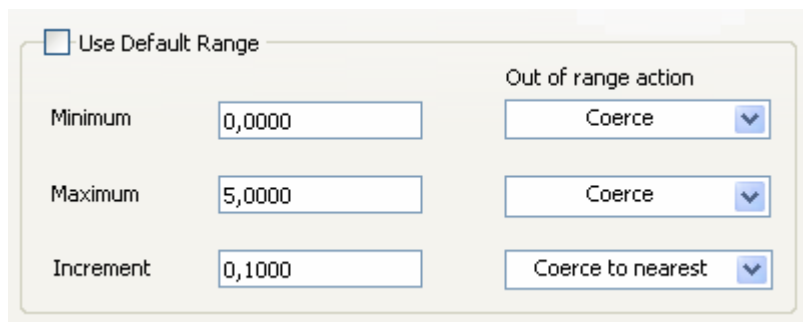 Use Default Range
Out of range action
Minimum 0,0000 Coerce
Maximum 5,0000 Coerce
Increment 0,1000 Coerce to nearest